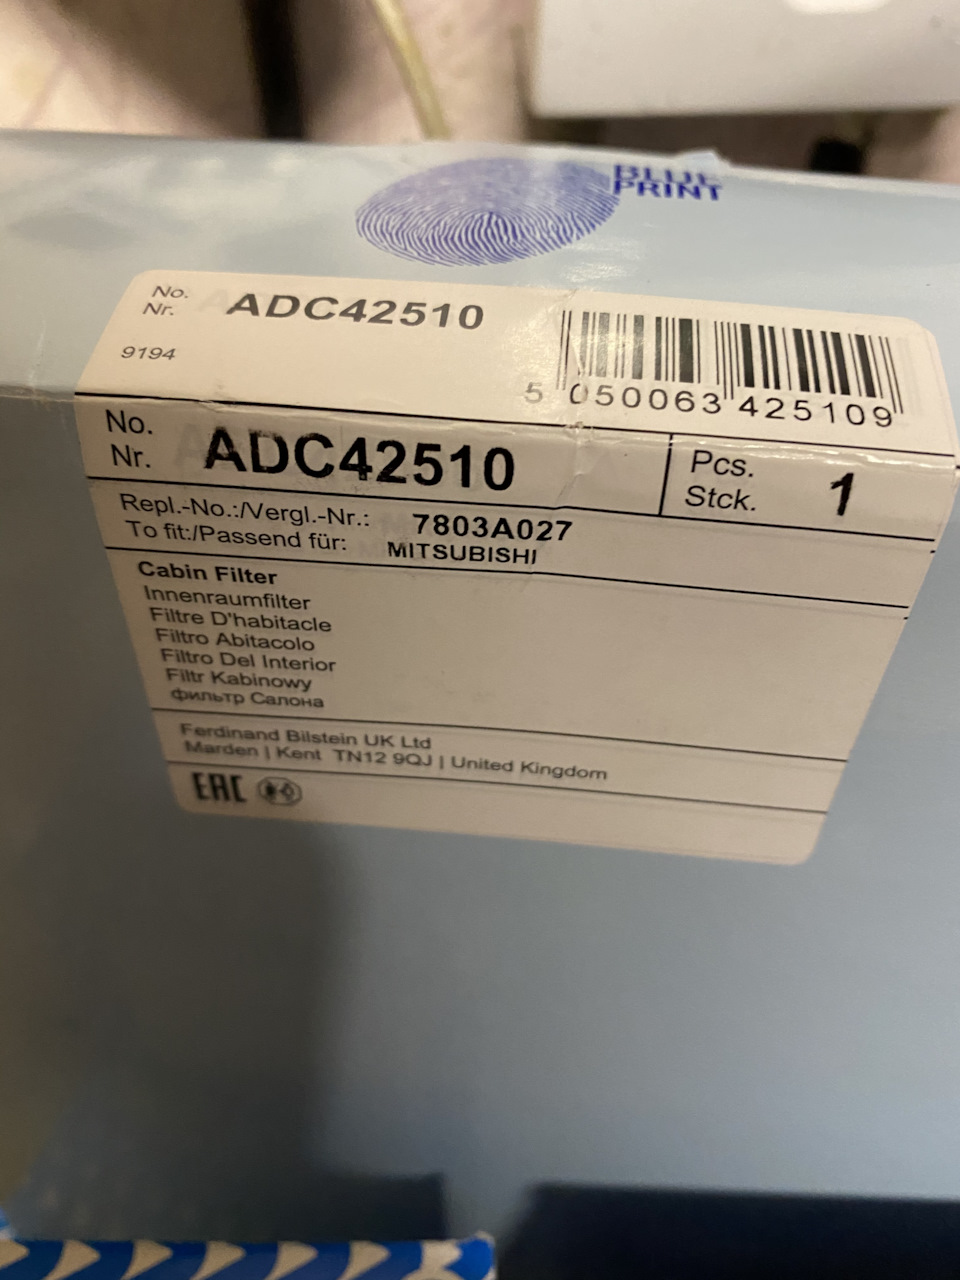 BLUE
PRINT
No.
Nr.
ADC42510
9194
5 050063 425109
No.
Nr.
ADC42510
Pcs.
Stck.
1
Repl.-No.:/Vergl.-Nr.: 7803A027
To fit:/Passend für: MITSUBISHI
Cabin Filter
Innenraumfilter
Filtre D'habitacle
Filtro Abitacolo
Filtro Del Interior
Filtr Kabinowy
фильтр Салона
Ferdinand Bilstein UK Ltd
Marden | Kent TN12 9QJ | United Kingdom
EAC